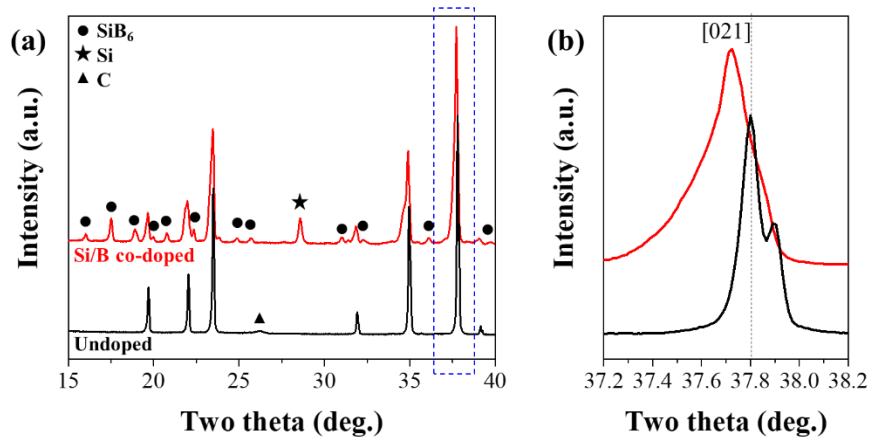 (a)
● SiB₆
★ Si
▲ C
Si/B co-doped
Undoped
Intensity (a.u.)
15 20 25 30 35 40
Two theta (deg.)
(b)
[021]
Intensity (a.u.)
37.2 37.4 37.6 37.8 38.0 38.2
Two theta (deg.)